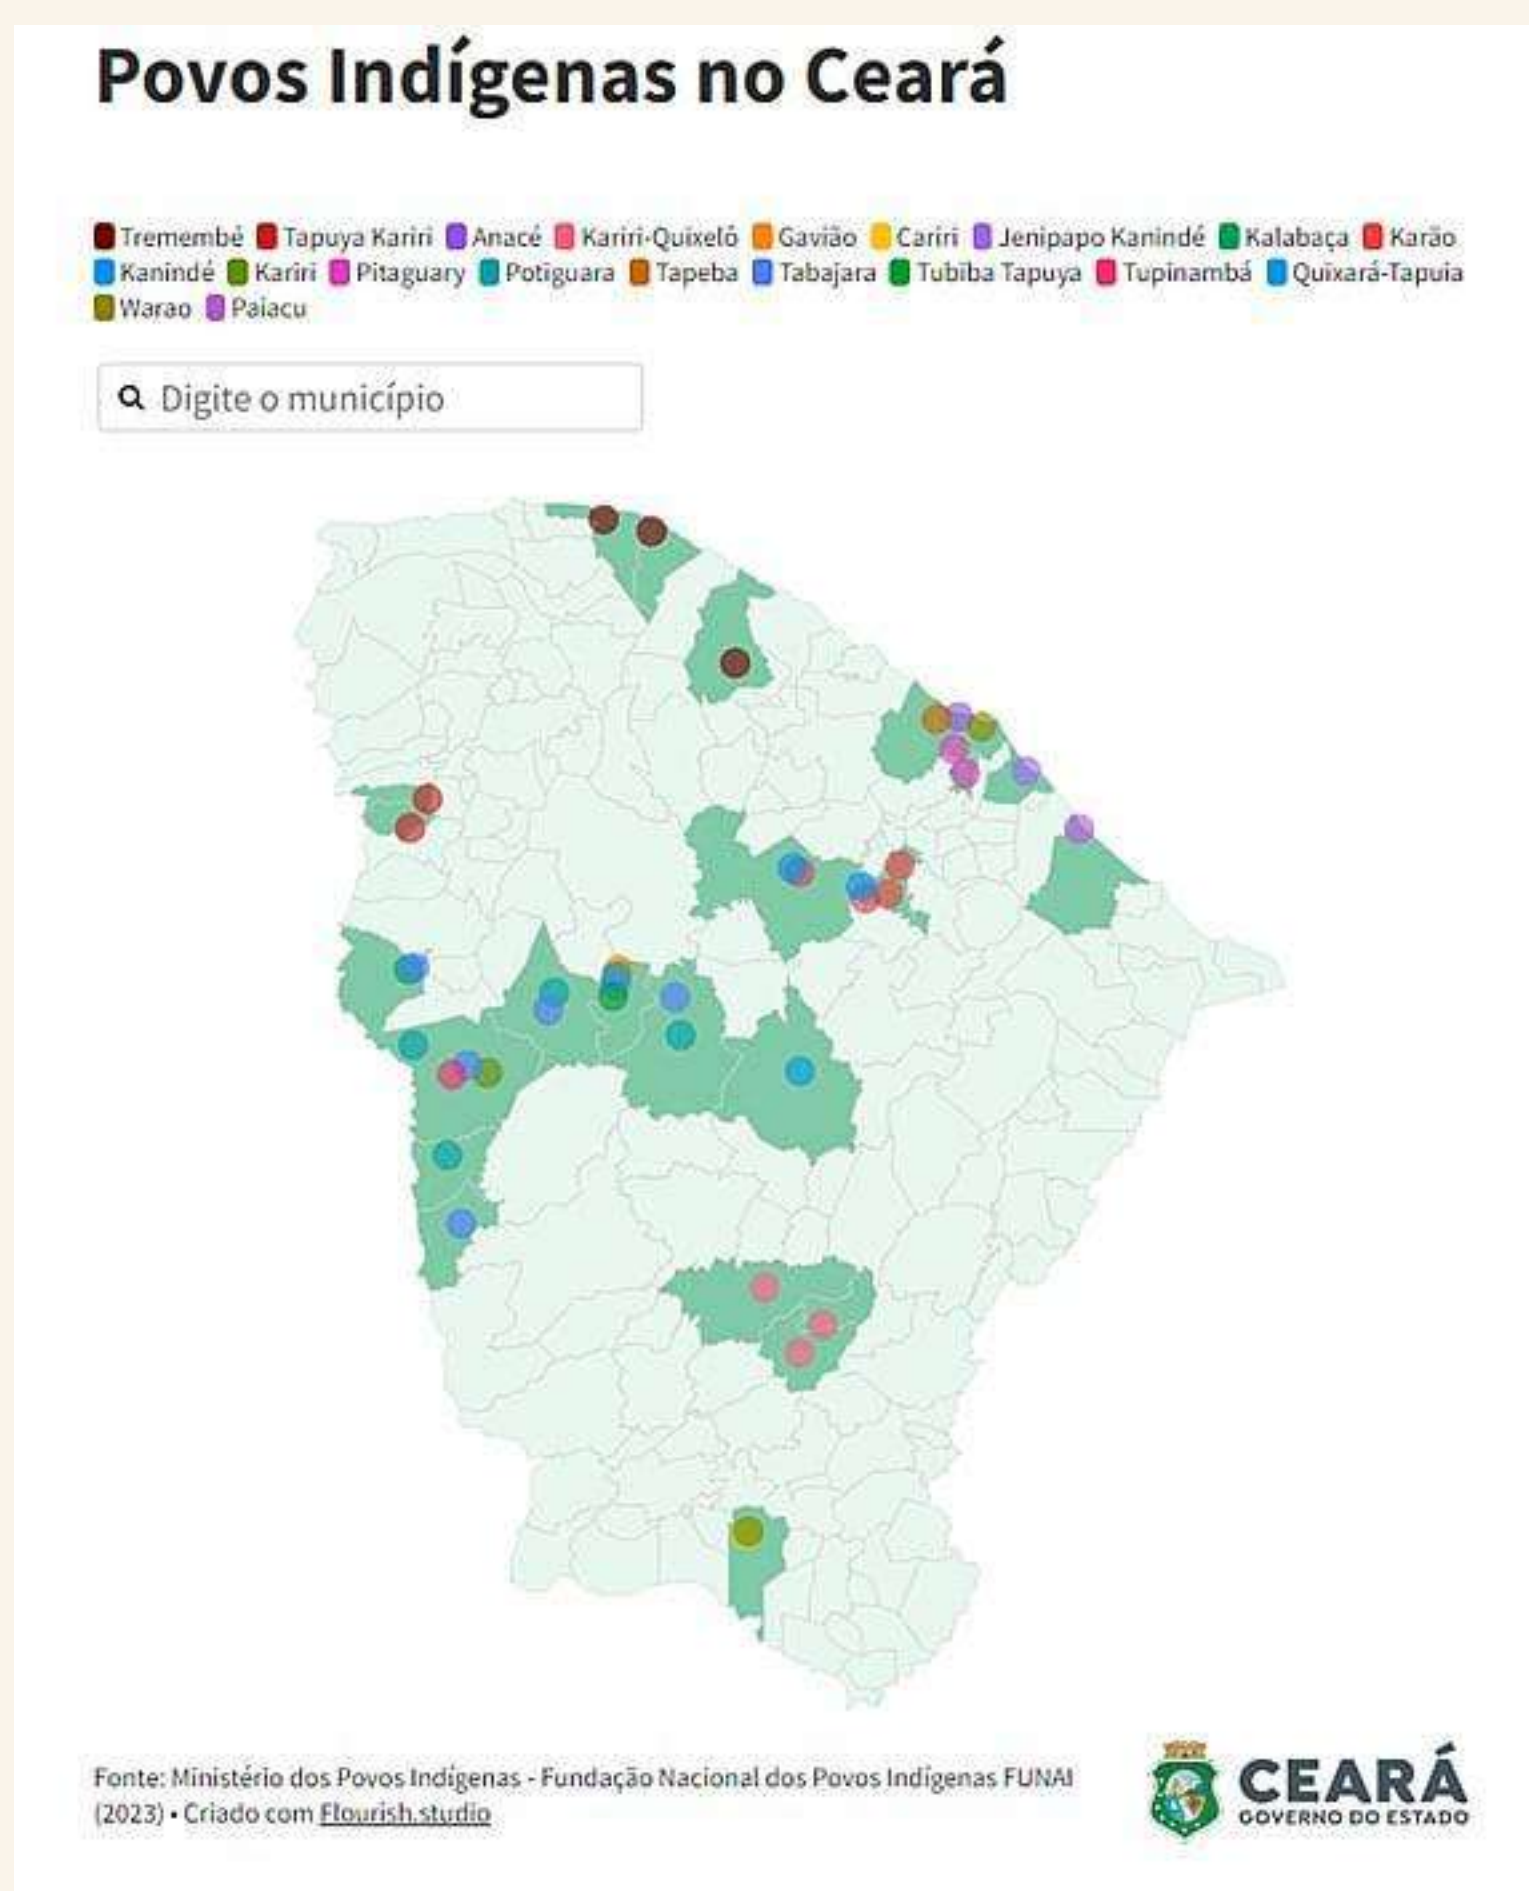 Povos Indígenas no Ceará
Tremembé Tapuya Kariri Anacé Kariri-Quixelô Gavião Cariri Jenipapo Kanindé Kalabaça Karão
Kanindé Kariri Pitaguary Potiguara Tapeba Tabajara Tubiba Tapuya Tupinambá Quixará-Tapuia
Warao Paiacu
Digite o município
Fonte: Ministério dos Povos Indígenas - Fundação Nacional dos Povos Indígenas FUNAI
(2023) • Criado com Flourish.studio
CEARÁ
GOVERNO DO ESTADO